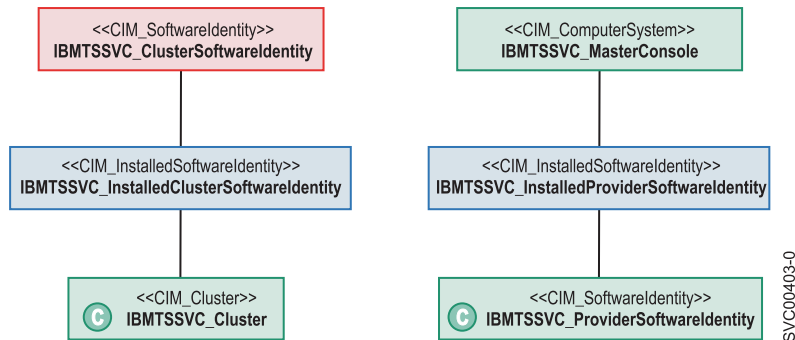 <<CIM_SoftwareIdentity>>
IBMTSSVC_ClusterSoftwareIdentity
<<CIM_InstalledSoftwareIdentity>>
IBMTSSVC_InstalledClusterSoftwareIdentity
C
<<CIM_Cluster>>
IBMTSSVC_Cluster
<<CIM_ComputerSystem>>
IBMTSSVC_MasterConsole
<<CIM_InstalledSoftwareIdentity>>
IBMTSSVC_InstalledProviderSoftwareIdentity
C
<<CIM_SoftwareIdentity>>
IBMTSSVC_ProviderSoftwareIdentity
SVC00403-0